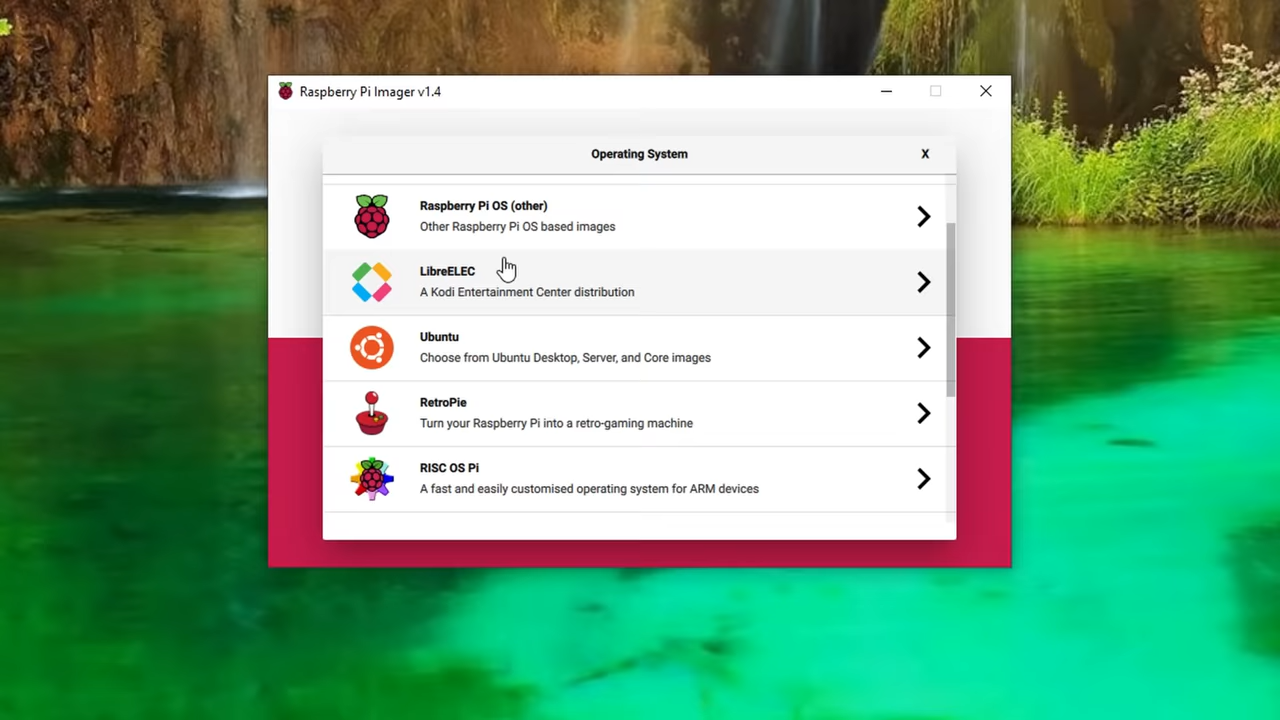 Raspberry Pi Imager v1.4
Operating System
X
Raspberry Pi OS (other)
Other Raspberry Pi OS based images
LibreELEC
A Kodi Entertainment Center distribution
Ubuntu
Choose from Ubuntu Desktop, Server, and Core images
RetroPie
Turn your Raspberry Pi into a retro-gaming machine
RISC OS Pi
A fast and easily customised operating system for ARM devices